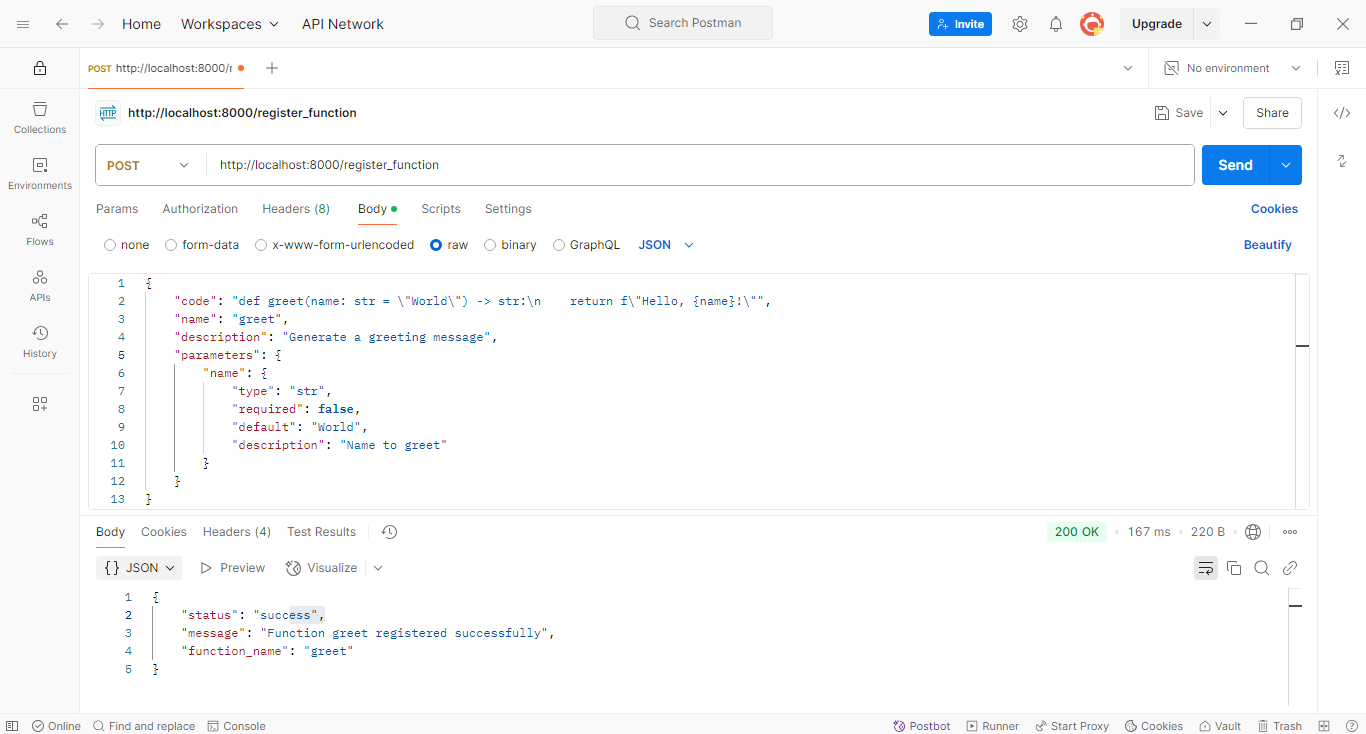 Home Workspaces API Network Search Postman Invite Upgrade
POST http://localhost:8000/r No environment
HTTP http://localhost:8000/register_function Save Share
POST http://localhost:8000/register_function Send
Collections
Environments
Flows
APIs
History
Params Authorization Headers (8) Body Scripts Settings Cookies
none form-data x-www-form-urlencoded raw binary GraphQL JSON Beautify
1 {
2 "code": "def greet(name: str = \"World\") -> str:\n    return f\"Hello, {name}!\"",
3 "name": "greet",
4 "description": "Generate a greeting message",
5 "parameters": {
6 "name": {
7 "type": "str",
8 "required": false,
9 "default": "World",
10 "description": "Name to greet"
11 }
12 }
13 }
Body Cookies Headers (4) Test Results 200 OK 167 ms 220 B
{} JSON Preview Visualize
1 {
2 "status": "success",
3 "message": "Function greet registered successfully",
4 "function_name": "greet"
5 }
Online Find and replace Console Postbot Runner Start Proxy Cookies Vault Trash